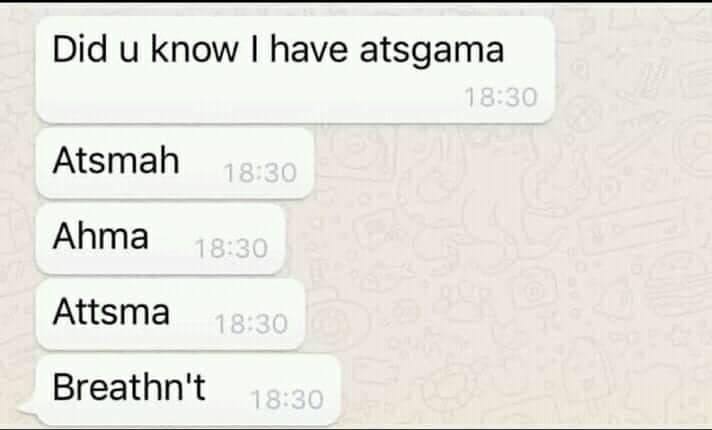 Did u know I have atsgama
18:30
Atsmah 18:30
Ahma 18:30
Attsma 18:30
Breathn't 18:30